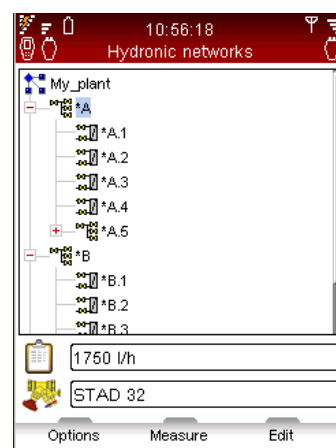 10:56:18
Hydronic networks
My_plant
*A
*A.1
*A.2
*A.3
*A.4
*A.5
*B
*B.1
*B.2
*B.3
1750 l/h
STAD 32
Options Measure Edit